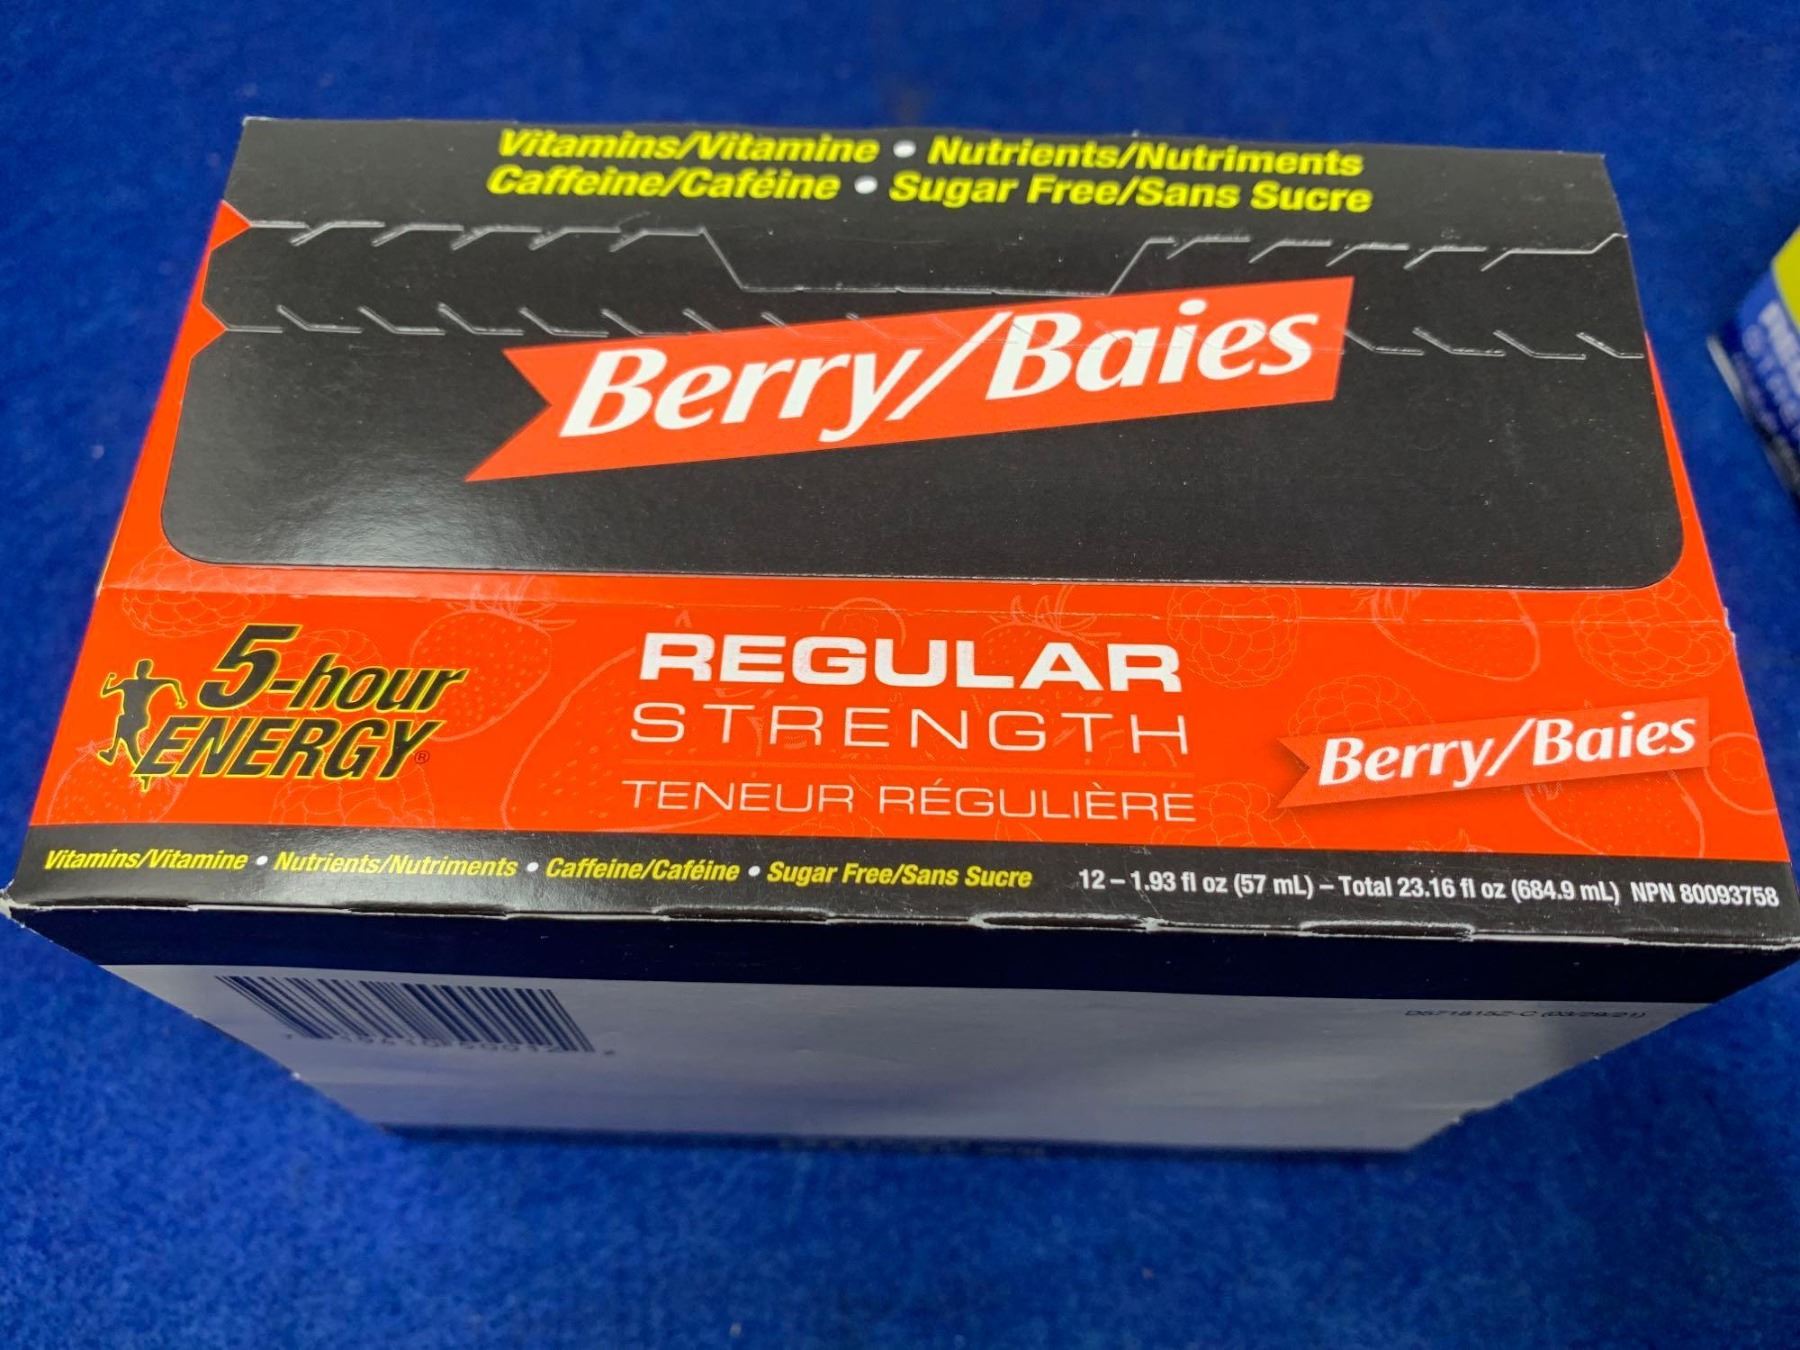 Vitamins/Vitamine • Nutrients/Nutriments
Caffeine/Caféine • Sugar Free/Sans Sucre
Berry/Baies
5-hour
ENERGY®
REGULAR
STRENGTH
TENEUR RÉGULIÈRE
Berry/Baies
Vitamins/Vitamine • Nutrients/Nutriments • Caffeine/Caféine • Sugar Free/Sans Sucre
12 – 1.93 fl oz (57 mL) – Total 23.16 fl oz (684.9 mL) NPN 80093758